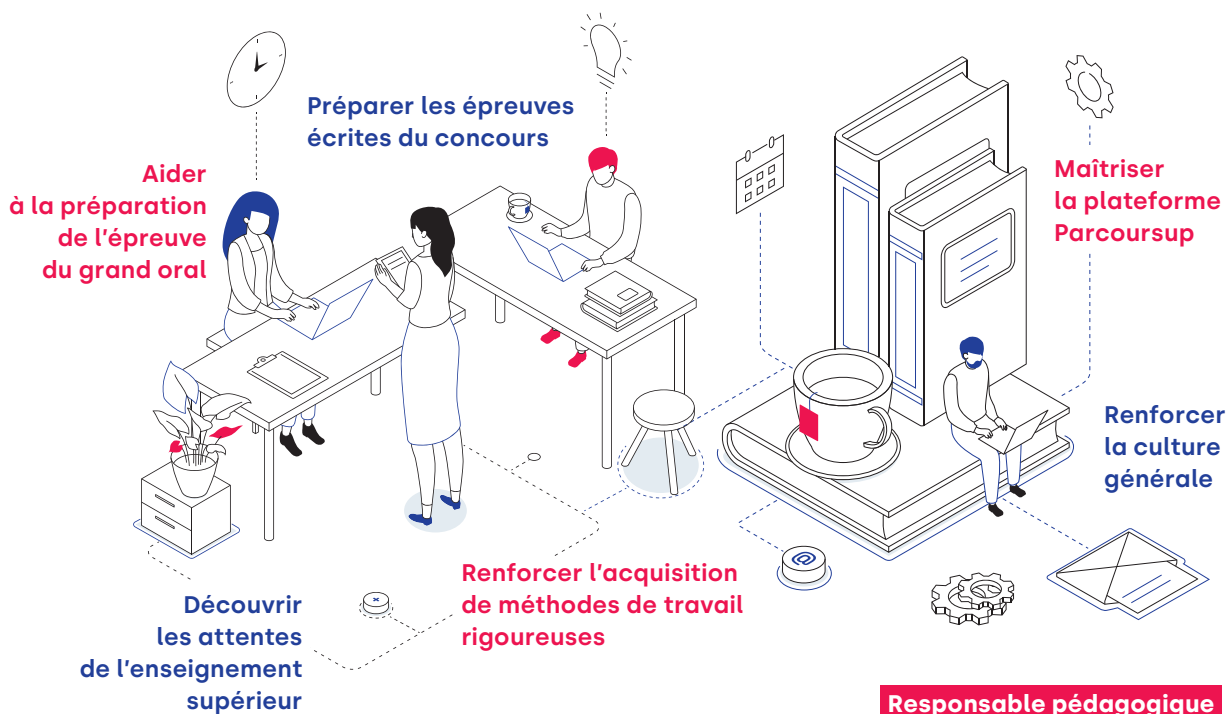 Préparer les épreuves
écrites du concours
Aider
à la préparation
de l'épreuve
du grand oral
Maîtriser
la plateforme
Parcoursup
Renforcer
la culture
générale
Renforcer l'acquisition
de méthodes de travail
rigoureuses
Découvrir
les attentes
de l'enseignement
supérieur
@
Responsable pédagogique